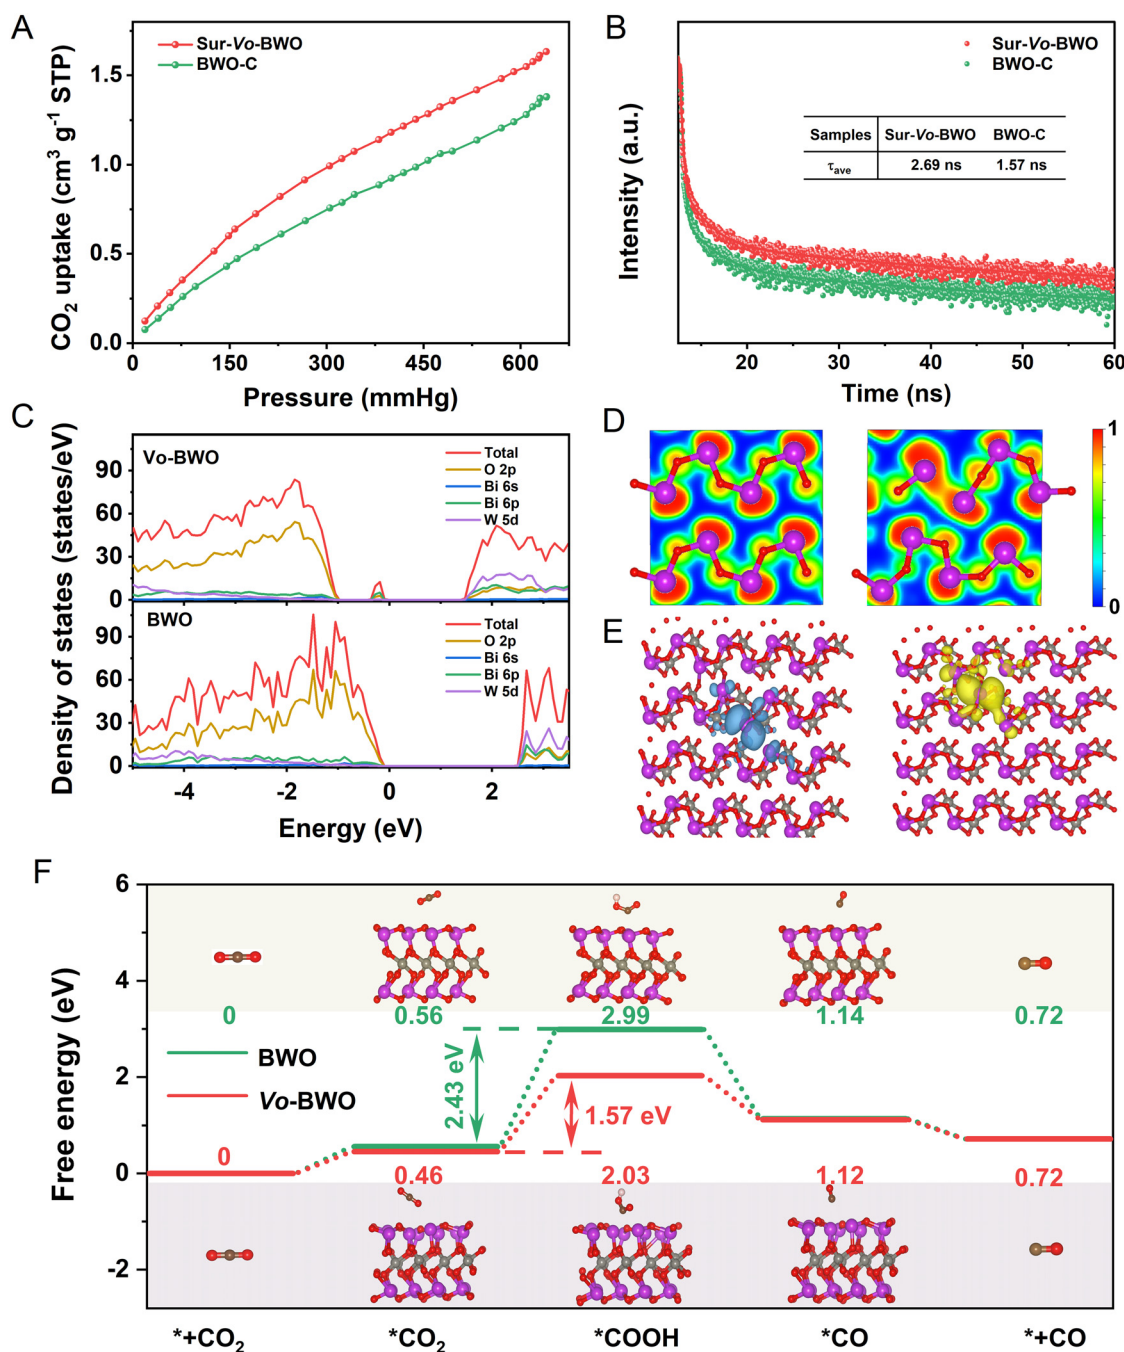 A
Sur-Vo-BWO
BWO-C
CO₂ uptake (cm³ g⁻¹ STP)
1.5
1.0
0.5
0.0
0 150 300 450 600
Pressure (mmHg)
B
Sur-Vo-BWO
BWO-C
Samples Sur-Vo-BWO BWO-C
τave 2.69 ns 1.57 ns
Intensity (a.u.)
20 30 40 50 60
Time (ns)
C
Vo-BWO
Total
O 2p
Bi 6s
Bi 6p
W 5d
90
60
30
0
BWO
Total
O 2p
Bi 6s
Bi 6p
W 5d
90
60
30
0
Density of states (states/eV)
-4 -2 0 2
Energy (eV)
D
1
0
E
F
Free energy (eV)
6
4
2
0
-2
0 0.56 2.99 1.14 0.72
BWO
Vo-BWO
2.43 eV
1.57 eV
0 0.46 2.03 1.12 0.72
*+CO₂ *CO₂ *COOH *CO *+CO